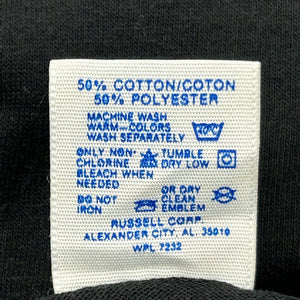 50% COTTON/COTON
50% POLYESTER
MACHINE WASH
WARM-COLORS
WASH SEPARATELY
ONLY NON- TUMBLE
CHLORINE DRY LOW
BLEACH WHEN
NEEDED
DO NOT OR DRY
IRON CLEAN
EMBLEM
RUSSELL CORP.
ALEXANDER CITY, AL. 35010
WPL 7232